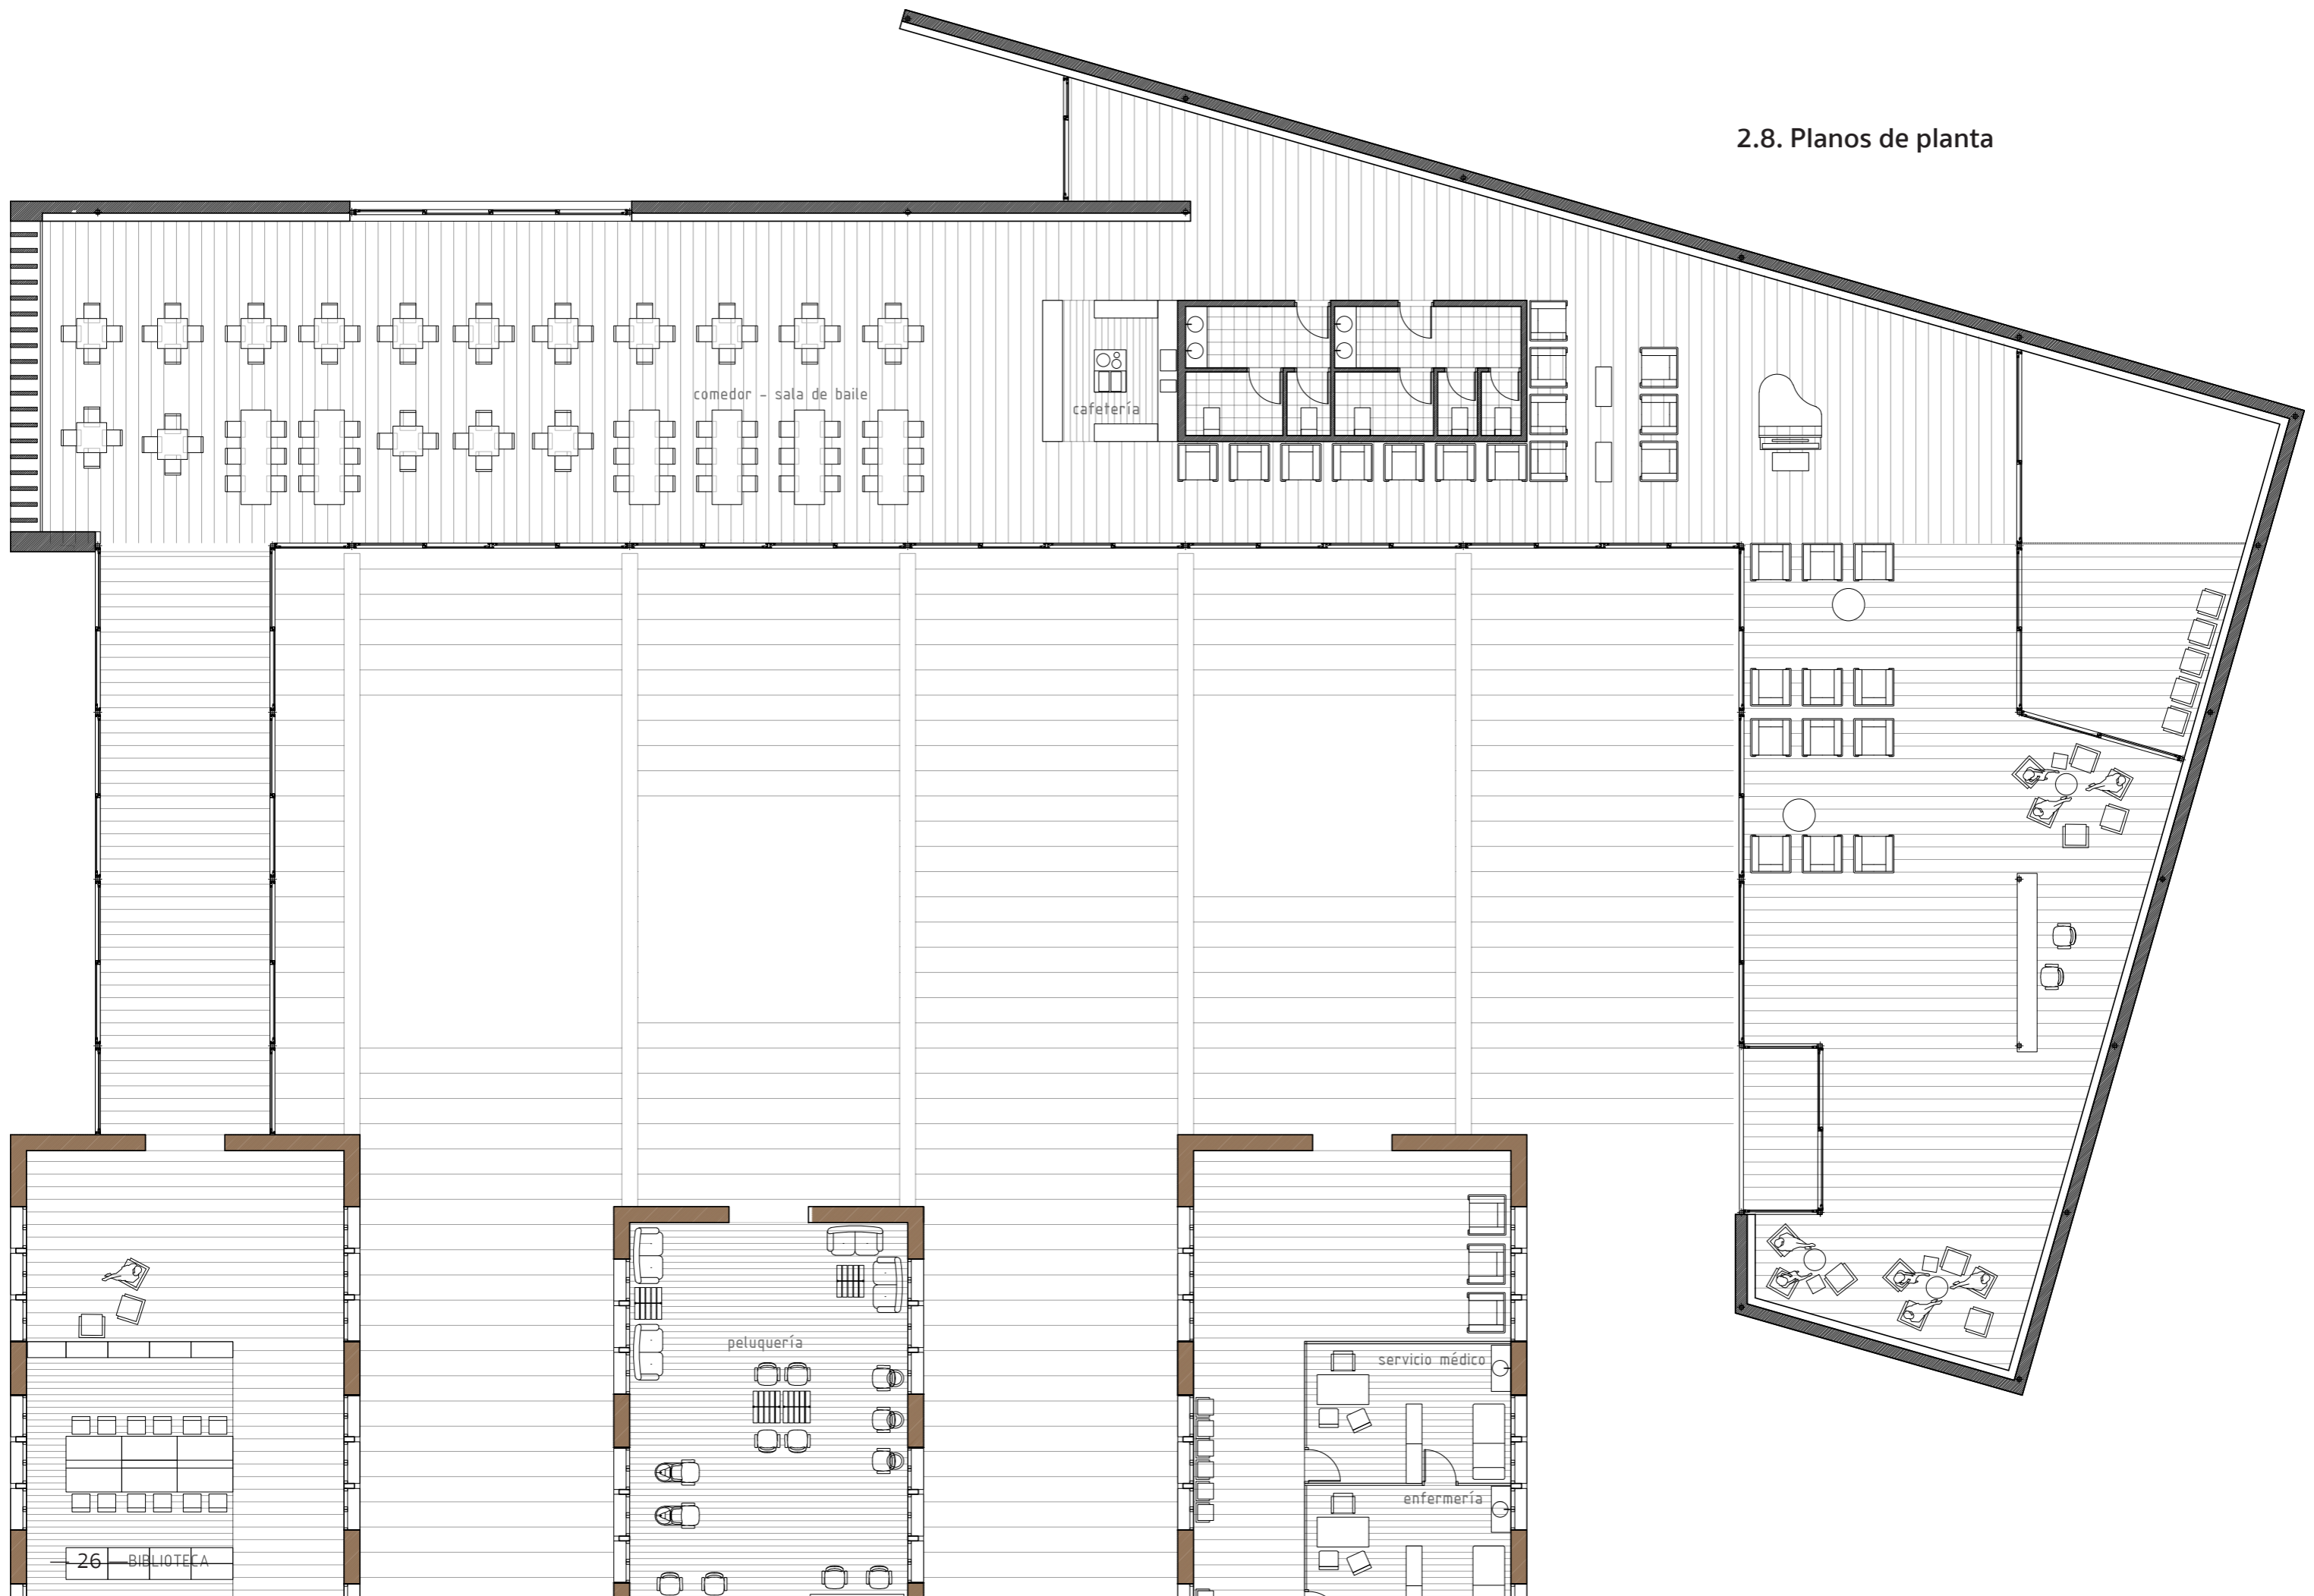 2.8. Planos de planta
comedor - sala de baile
cafetería
peluquería
servicio médico
enfermería
— 26 —
BIBLIOTECA